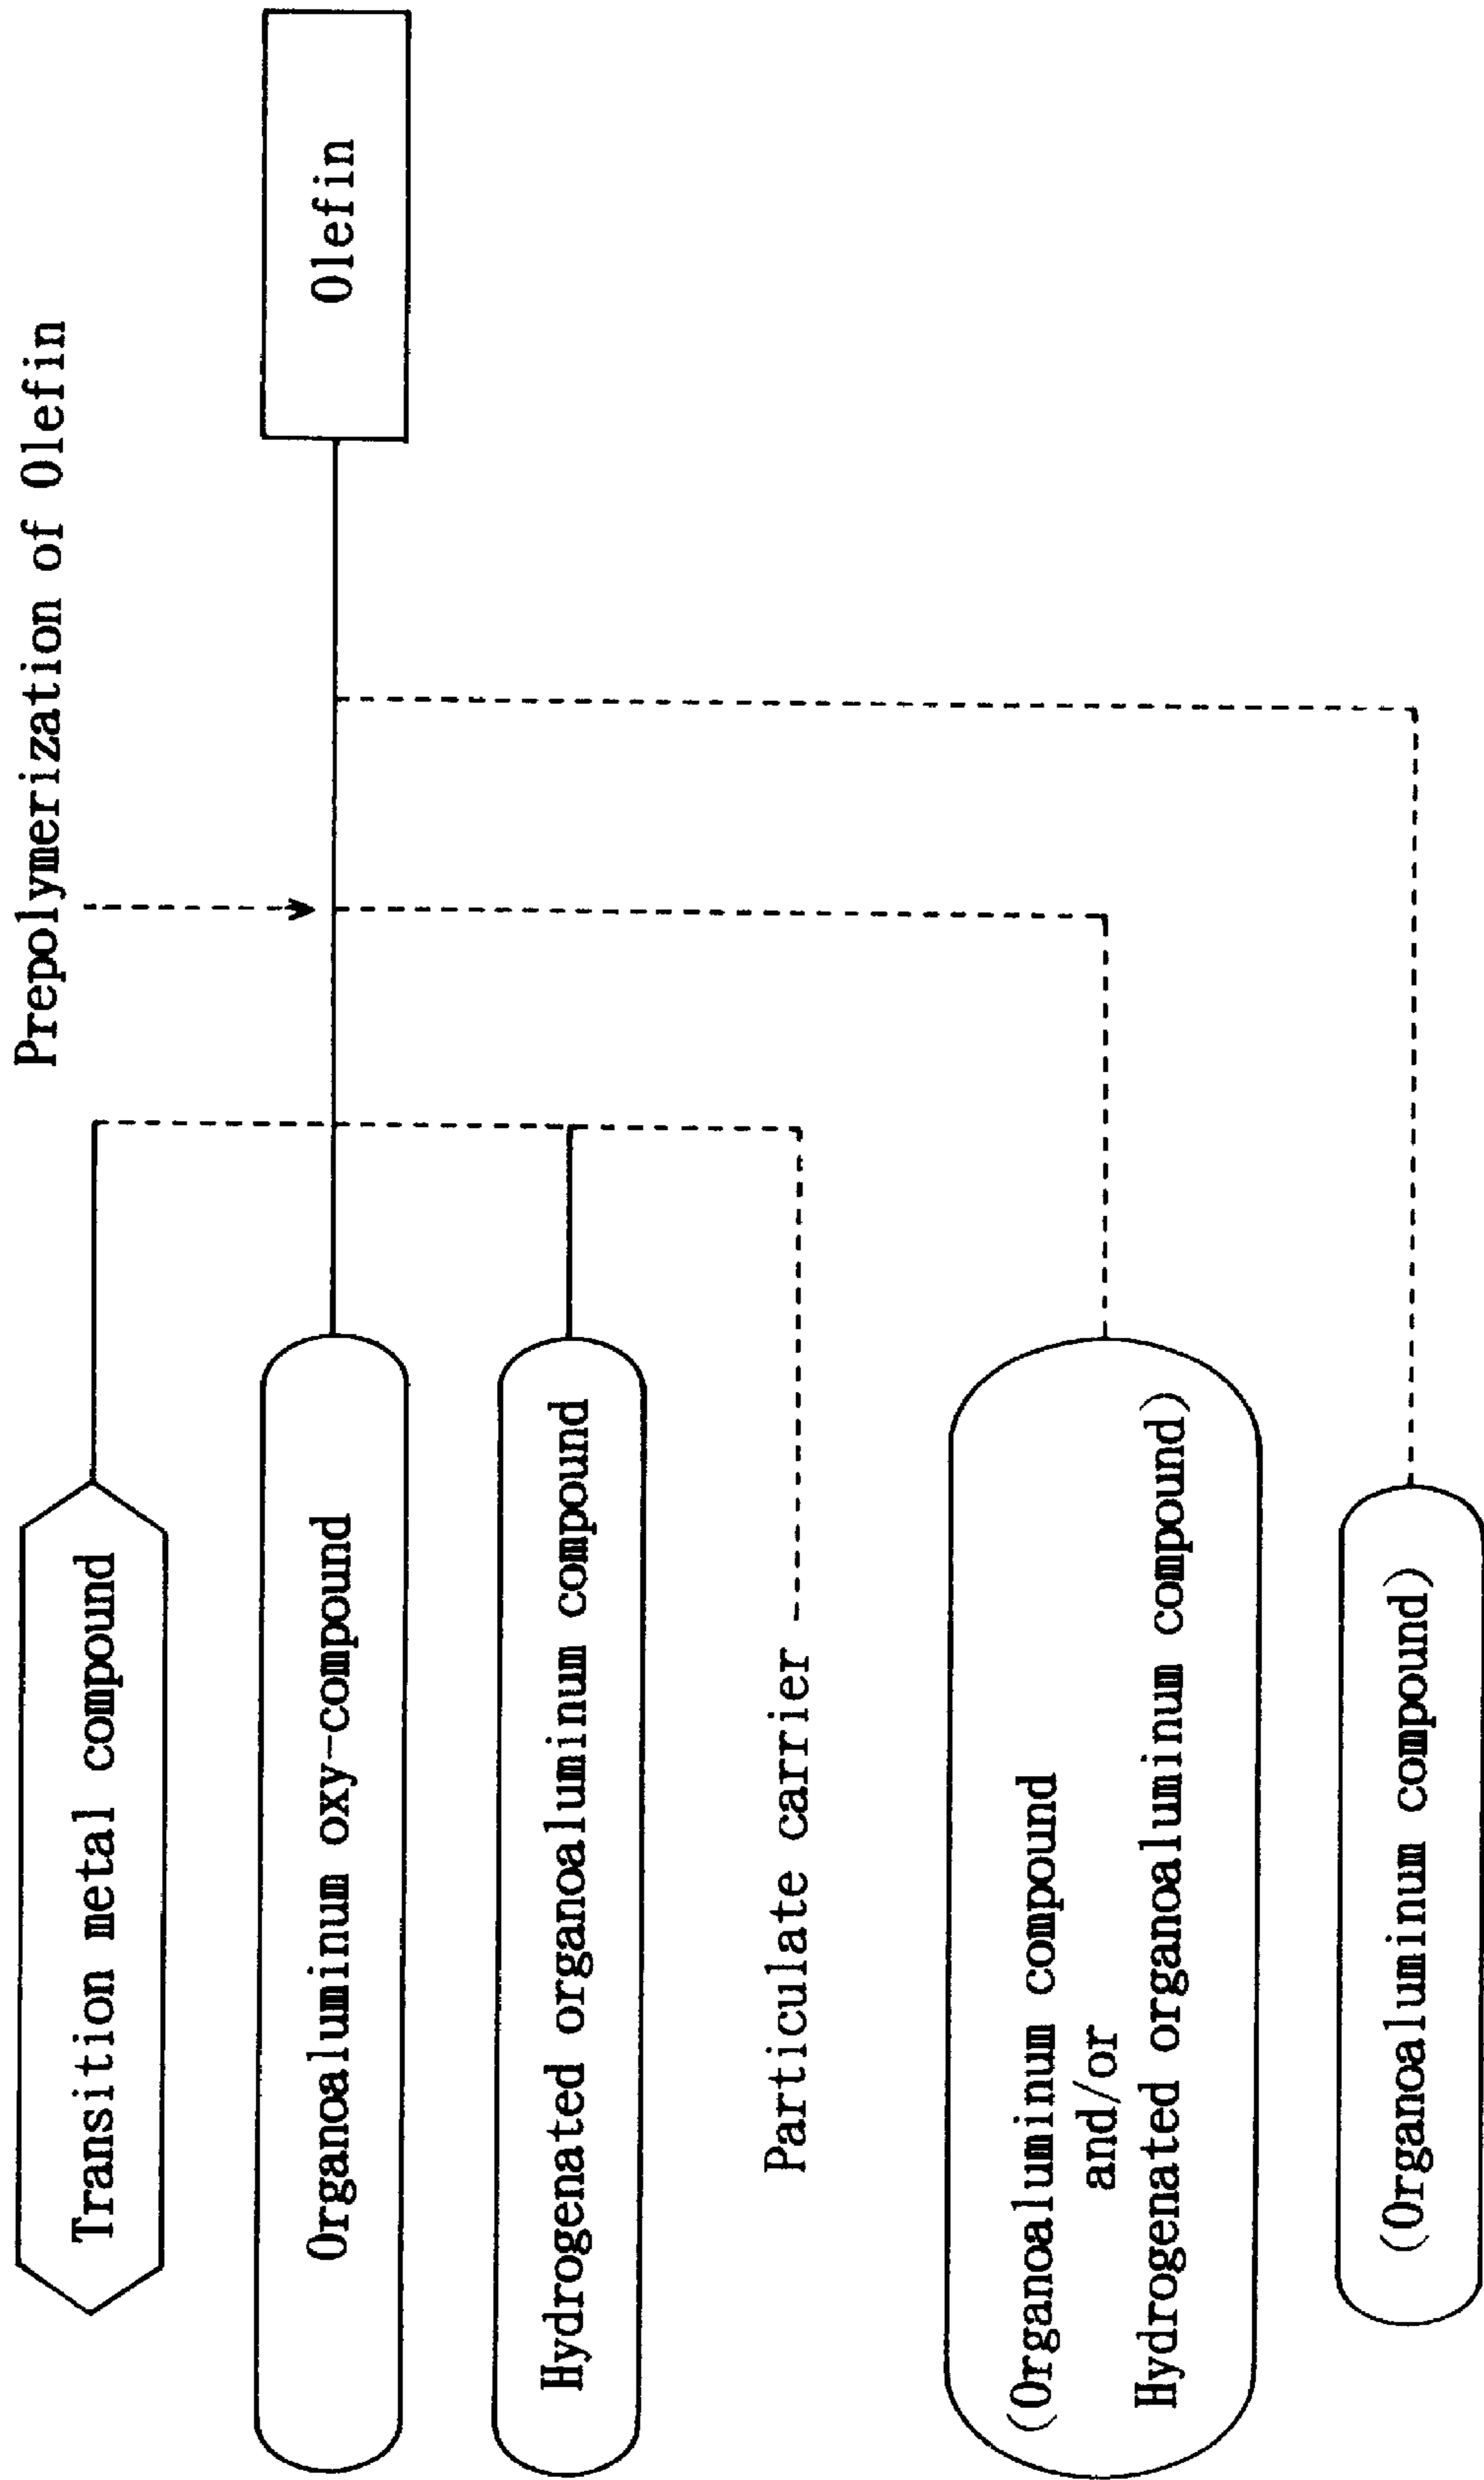 Prepolymerization of Olefin
Transition metal compound
Organoaluminum oxy-compound
Olefin
Hydrogenated organoaluminum compound
Particulate carrier
(Organoaluminum compound
and/or
Hydrogenated organoaluminum compound)
(Organoaluminum compound)